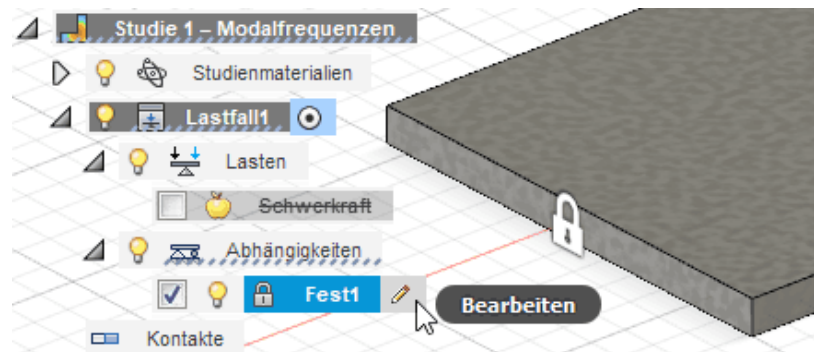 Studie 1 – Modalfrequenzen
Studienmaterialien
Lastfall1
Lasten
Schwerkraft
Abhängigkeiten
Fest1
Bearbeiten
Kontakte